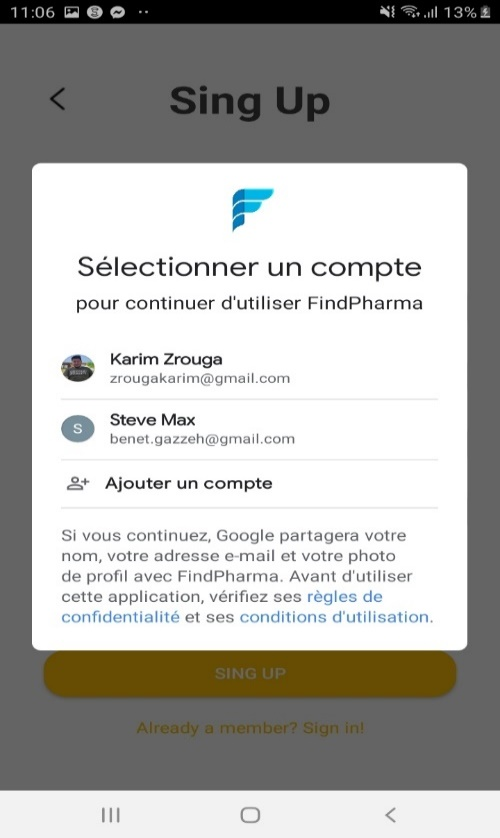 11:06
13%
Sing Up
Sélectionner un compte
pour continuer d'utiliser FindPharma
Karim Zrouga
zrougakarim@gmail.com
S
Steve Max
benet.gazzeh@gmail.com
Ajouter un compte
Si vous continuez, Google partagera votre
nom, votre adresse e-mail et votre photo
de profil avec FindPharma. Avant d'utiliser
cette application, vérifiez ses règles de
confidentialité et ses conditions d'utilisation.
SING UP
Already a member? Sign in!